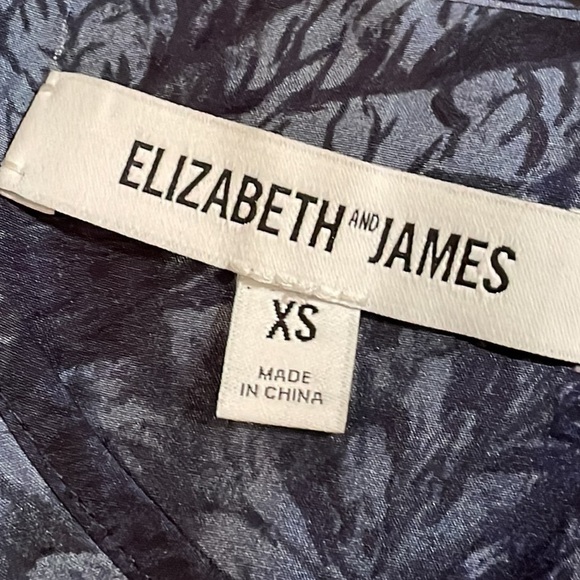 ELIZABETH AND JAMES
XS
MADE
IN CHINA